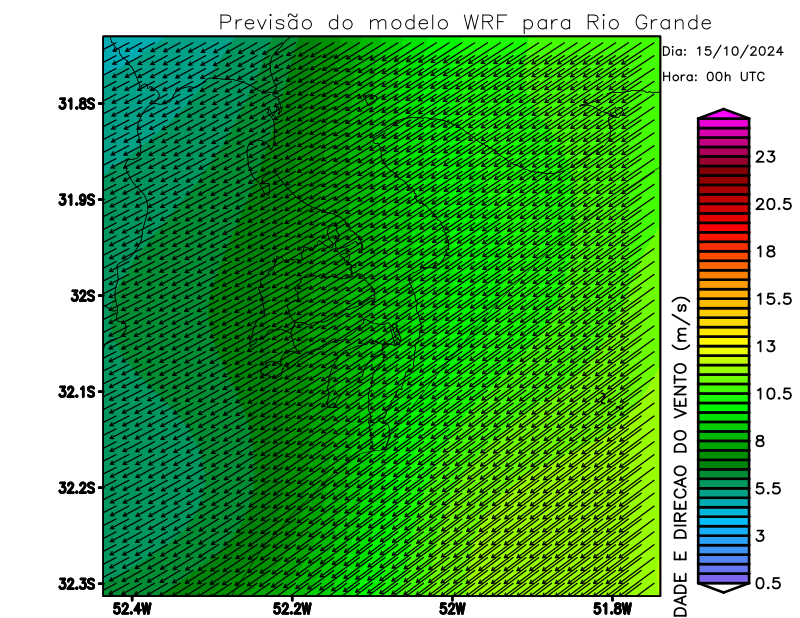 Previsão do modelo WRF para Rio Grande
Dia: 15/10/2024
Hora: 00h UTC
31.8S
31.9S
32S
32.1S
32.2S
32.3S
52.4W
52.2W
52W
51.8W
DADE E DIRECAO DO VENTO (m/s)
23
20.5
18
15.5
13
10.5
8
5.5
3
0.5